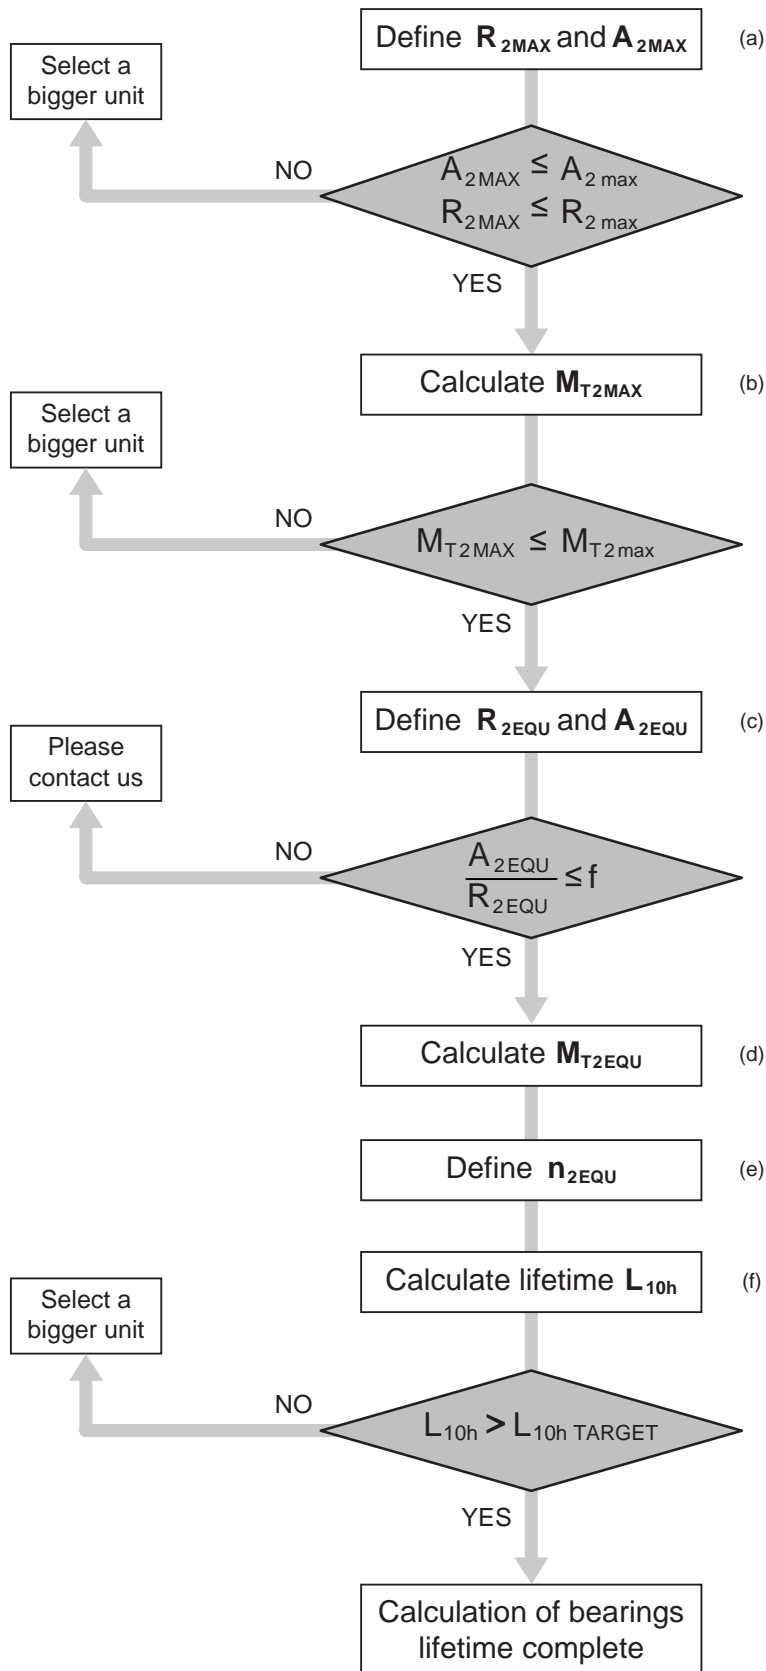 Define R2MAX and A2MAX
(a)
Select a
bigger unit
NO
A2MAX ≤ A2 max
R2MAX ≤ R2 max
YES
Calculate MT2MAX
(b)
Select a
bigger unit
NO
MT2MAX ≤ MT2max
YES
Define R2EQU and A2EQU
(c)
Please
contact us
NO
A2EQU
R2EQU
≤ f
YES
Calculate MT2EQU
(d)
Define n2EQU
(e)
Calculate lifetime L10h
(f)
Select a
bigger unit
NO
L10h > L10h TARGET
YES
Calculation of bearings
lifetime complete